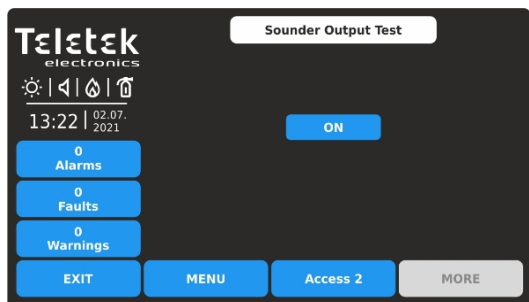 Teletek
electronics
Sounder Output Test
13:22
02.07.
2021
ON
0
Alarms
0
Faults
0
Warnings
EXIT
MENU
Access 2
MORE